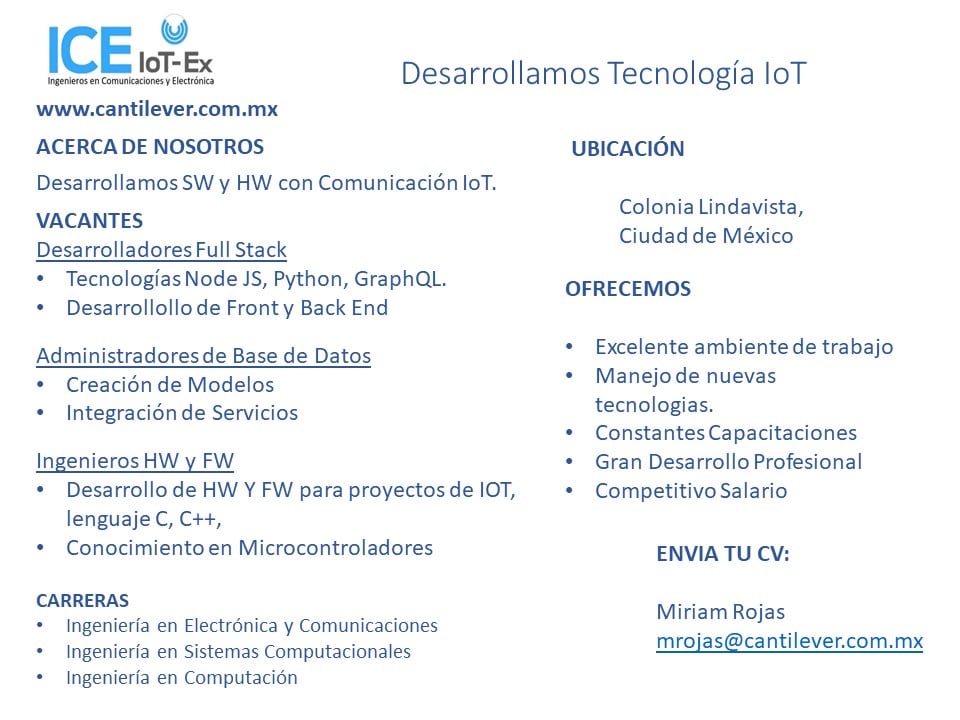 ICE IoT-Ex
Ingenieros en Comunicaciones y Electrónica
www.cantilever.com.mx
Desarrollamos Tecnología IoT
ACERCA DE NOSOTROS
Desarrollamos SW y HW con Comunicación IoT.
VACANTES
Desarrolladores Full Stack
• Tecnologías Node JS, Python, GraphQL.
• Desarrollollo de Front y Back End
Administradores de Base de Datos
• Creación de Modelos
• Integración de Servicios
Ingenieros HW y FW
• Desarrollo de HW Y FW para proyectos de IOT,
lenguaje C, C++,
• Conocimiento en Microcontroladores
CARRERAS
• Ingeniería en Electrónica y Comunicaciones
• Ingeniería en Sistemas Computacionales
• Ingeniería en Computación
UBICACIÓN
Colonia Lindavista,
Ciudad de México
OFRECEMOS
• Excelente ambiente de trabajo
• Manejo de nuevas
tecnologias.
• Constantes Capacitaciones
• Gran Desarrollo Profesional
• Competitivo Salario
ENVIA TU CV:
Miriam Rojas
mrojas@cantilever.com.mx